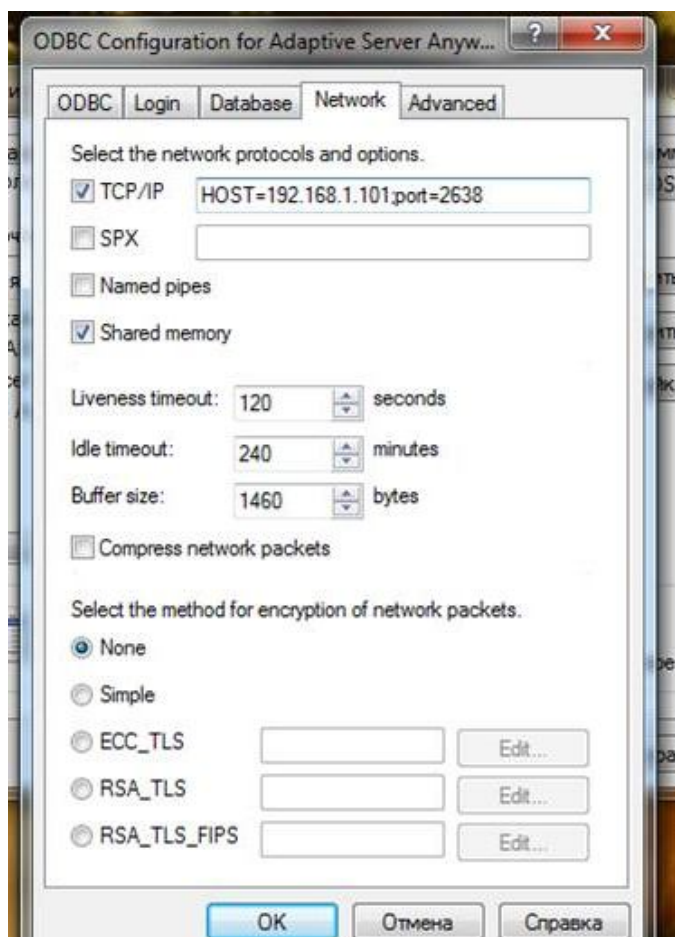 ODBC Configuration for Adaptive Server Anyw...
ODBC Login Database Network Advanced
Select the network protocols and options.
TCP/IP HOST=192.168.1.101;port=2638
SPX
Named pipes
Shared memory
Liveness timeout: 120 seconds
Idle timeout: 240 minutes
Buffer size: 1460 bytes
Compress network packets
Select the method for encryption of network packets.
None
Simple
ECC_TLS Edit...
RSA_TLS Edit...
RSA_TLS_FIPS Edit...
OK Отмена Справка